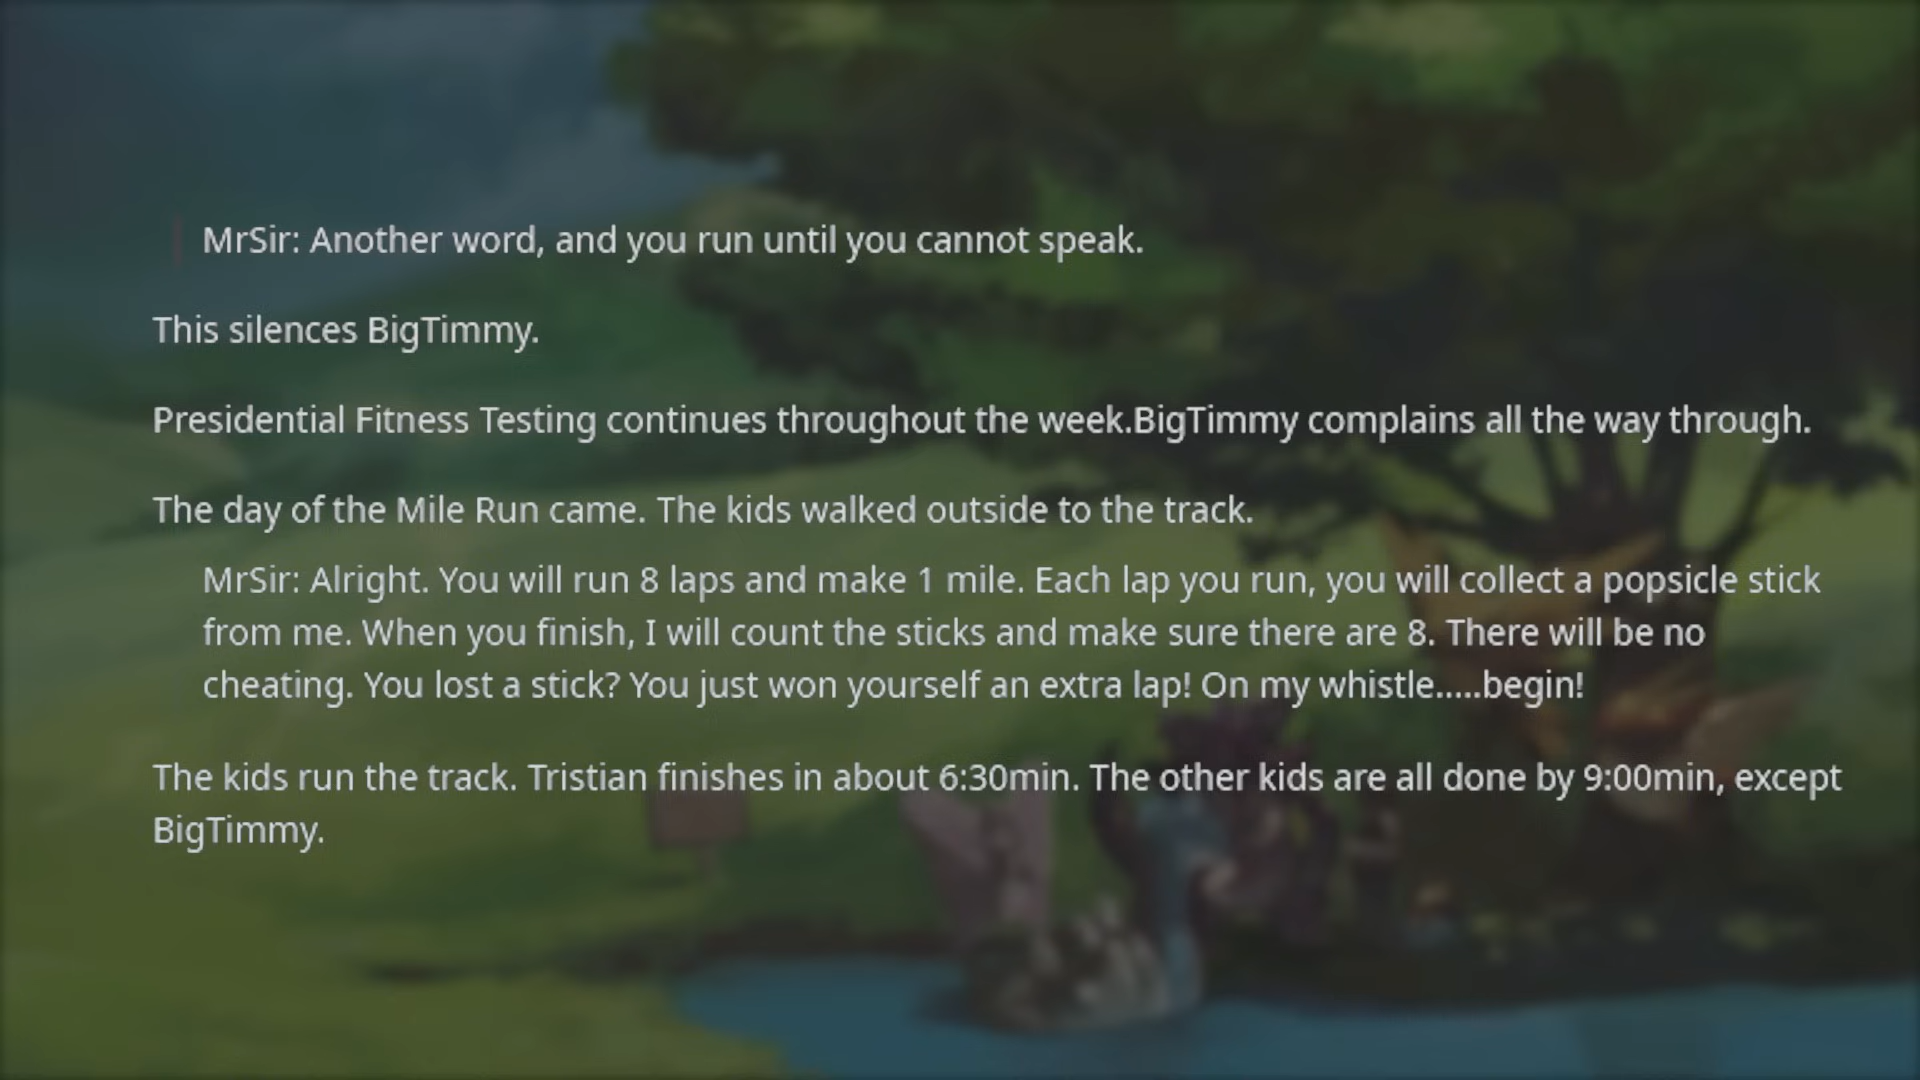 MrSir: Another word, and you run until you cannot speak.
This silences BigTimmy.
Presidential Fitness Testing continues throughout the week.BigTimmy complains all the way through.
The day of the Mile Run came. The kids walked outside to the track.
MrSir: Alright. You will run 8 laps and make 1 mile. Each lap you run, you will collect a popsicle stick
from me. When you finish, I will count the sticks and make sure there are 8. There will be no
cheating. You lost a stick? You just won yourself an extra lap! On my whistle.....begin!
The kids run the track. Tristian finishes in about 6:30min. The other kids are all done by 9:00min, except
BigTimmy.